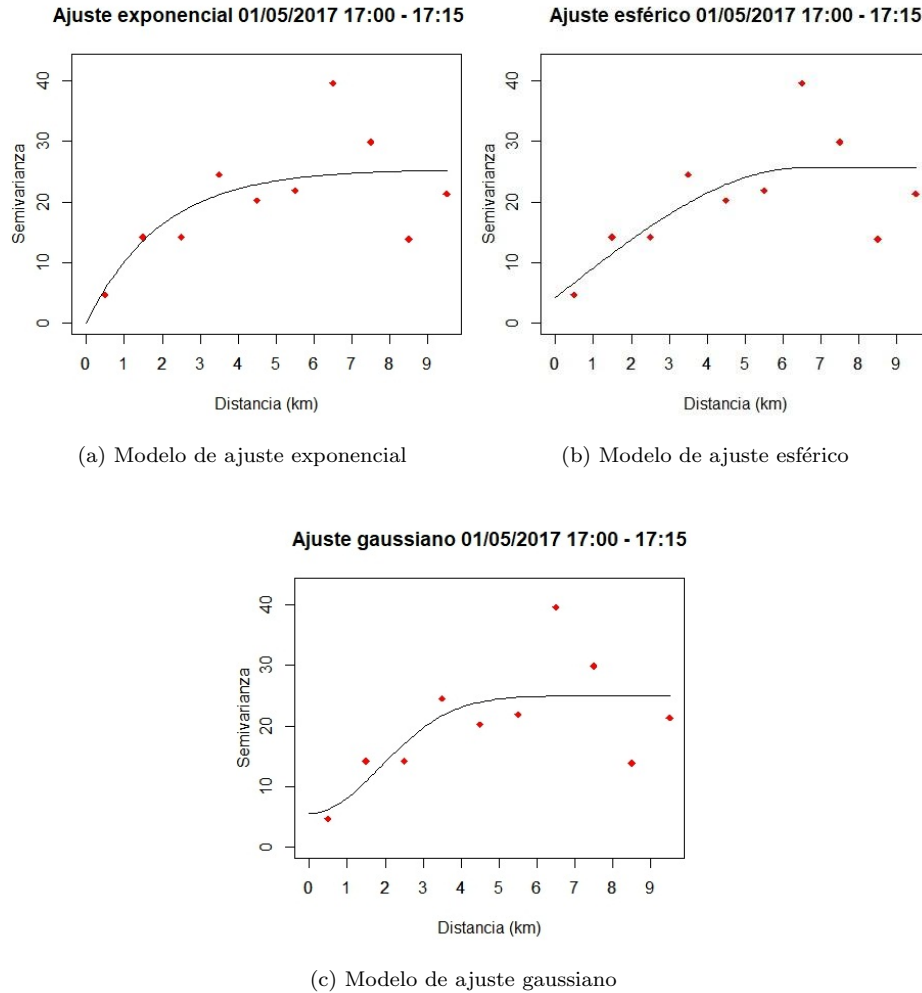 Ajuste exponencial 01/05/2017 17:00 - 17:15
Semivarianza
0 10 20 30 40
0 1 2 3 4 5 6 7 8 9
Distancia (km)
(a) Modelo de ajuste exponencial
Ajuste esférico 01/05/2017 17:00 - 17:15
Semivarianza
0 10 20 30 40
0 1 2 3 4 5 6 7 8 9
Distancia (km)
(b) Modelo de ajuste esférico
Ajuste gaussiano 01/05/2017 17:00 - 17:15
Semivarianza
0 10 20 30 40
0 1 2 3 4 5 6 7 8 9
Distancia (km)
(c) Modelo de ajuste gaussiano